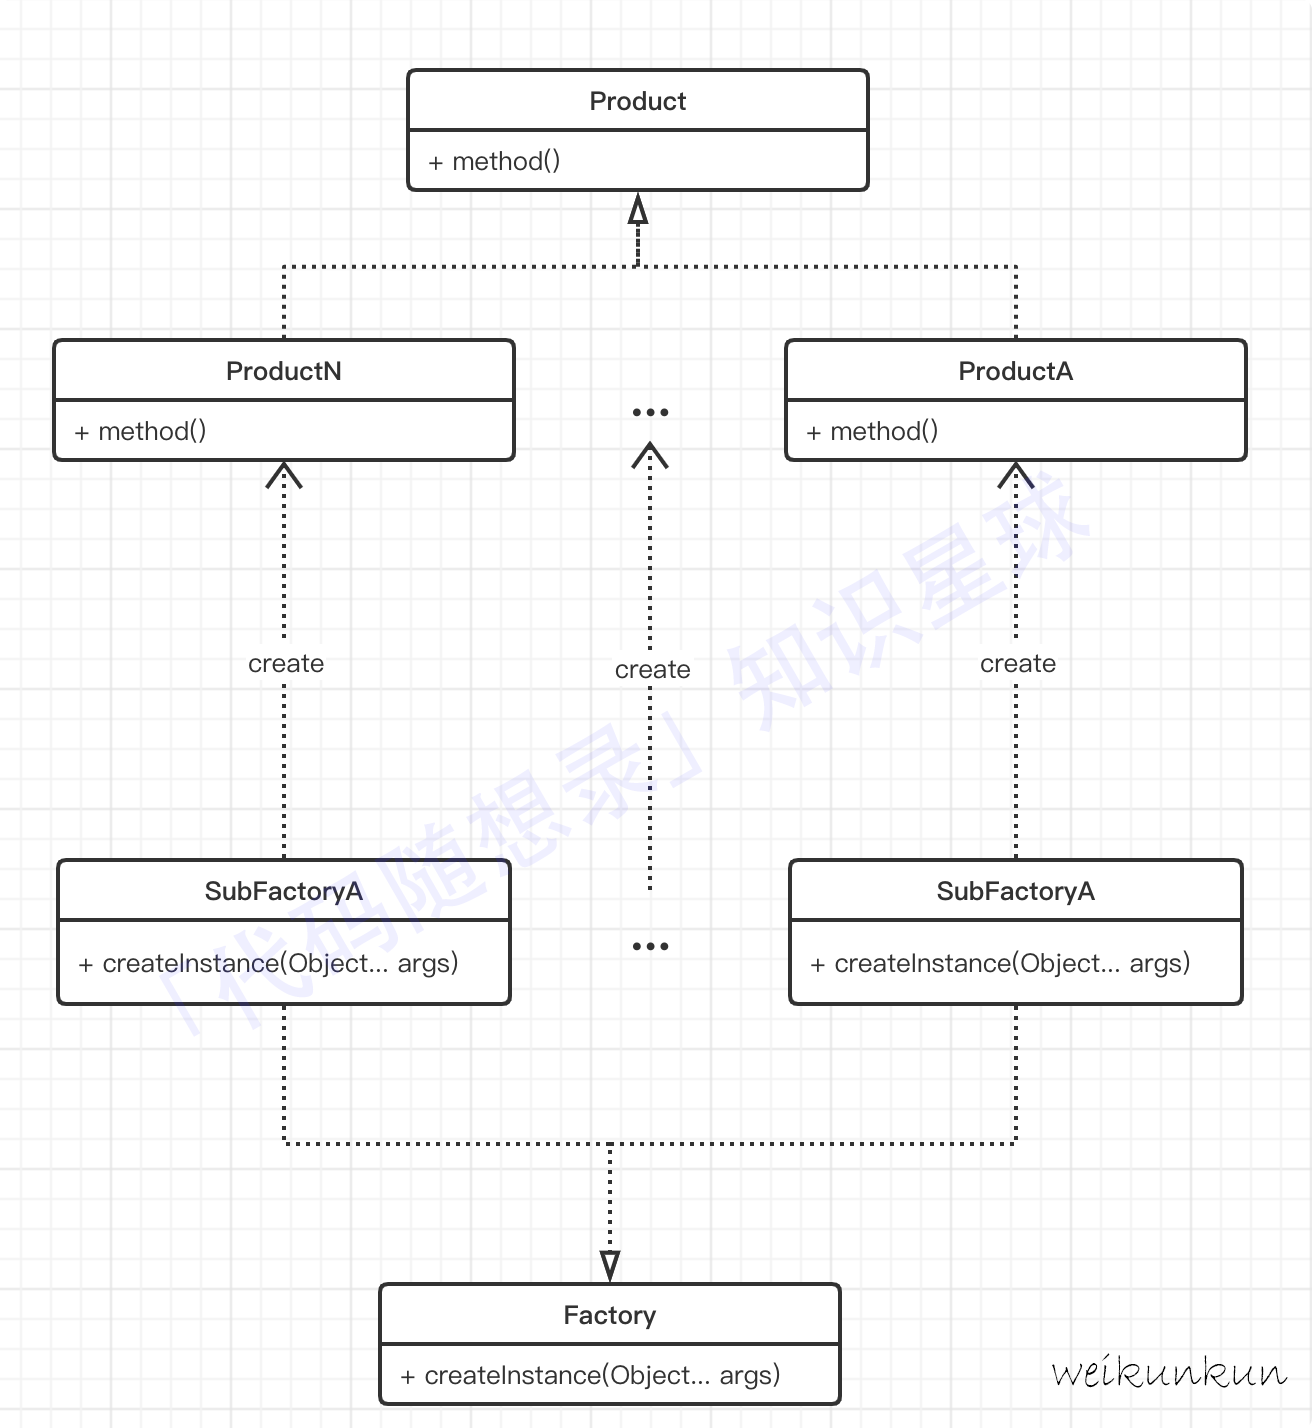 Product
+ method()
ProductN
+ method()
...
ProductA
+ method()
create
create
create
SubFactoryA
+ createInstance(Object... args)
...
SubFactoryA
+ createInstance(Object... args)
Factory
+ createInstance(Object... args)
「代码随想录」知识星球
weikunkun